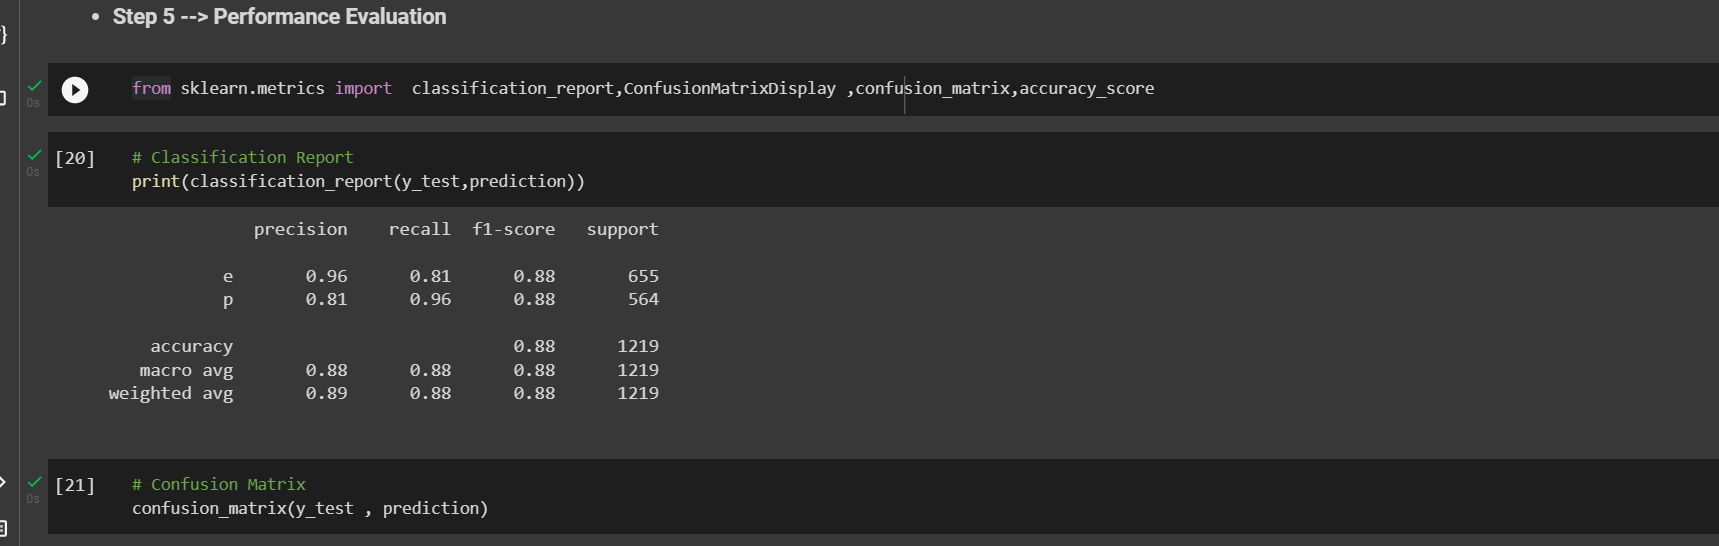 • Step 5 --> Performance Evaluation
from sklearn.metrics import  classification_report,ConfusionMatrixDisplay ,confusion_matrix,accuracy_score
0s
[20] # Classification Report
0s print(classification_report(y_test,prediction))
precision recall f1-score support
e 0.96 0.81 0.88 655
p 0.81 0.96 0.88 564
accuracy 0.88 1219
macro avg 0.88 0.88 0.88 1219
weighted avg 0.89 0.88 0.88 1219
[21] # Confusion Matrix
0s confusion_matrix(y_test , prediction)